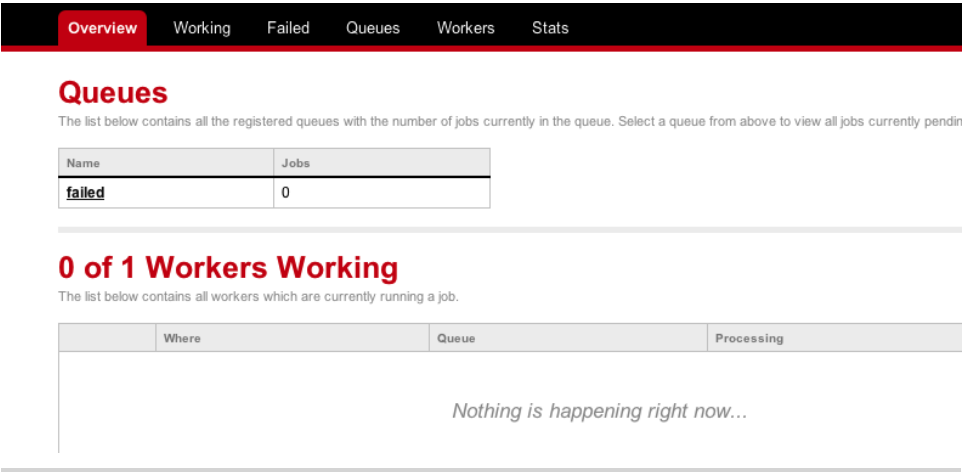 Overview Working Failed Queues Workers Stats
Queues
The list below contains all the registered queues with the number of jobs currently in the queue. Select a queue from above to view all jobs currently
Name Jobs
failed 0
0 of 1 Workers Working
The list below contains all workers which are currently running a job.
Where Queue Processing
Nothing is happening right now...